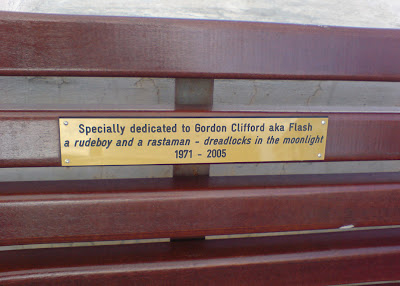 Specially dedicated to Gordon Clifford aka Flash
a rudeboy and a rastaman - dreadlocks in the moonlight
1971 - 2005